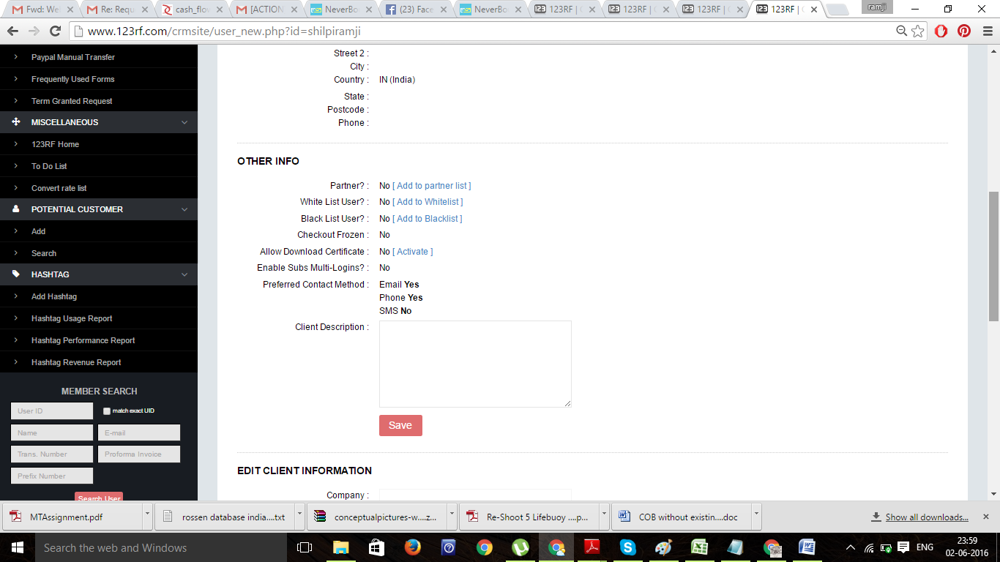 Fwd: We
Re: Requ
cash_flow
[ACTION
NeverBo
(23) Face
NeverBo
123RF | C
123RF | C
123RF | C
123RF | C
ramji
www.123rf.com/crmsite/user_new.php?id=shilpiramji
Paypal Manual Transfer
Frequently Used Forms
Term Granted Request
MISCELLANEOUS
123RF Home
To Do List
Convert rate list
POTENTIAL CUSTOMER
Add
Search
HASHTAG
Add Hashtag
Hashtag Usage Report
Hashtag Performance Report
Hashtag Revenue Report
MEMBER SEARCH
User ID
match exact UID
Name
E-mail
Trans. Number
Proforma Invoice
Prefix Number
Search User
Street 2 :
City :
Country : IN (India)
State :
Postcode :
Phone :
OTHER INFO
Partner? : No [ Add to partner list ]
White List User? : No [ Add to Whitelist ]
Black List User? : No [ Add to Blacklist ]
Checkout Frozen : No
Allow Download Certificate : No [ Activate ]
Enable Subs Multi-Logins? : No
Preferred Contact Method : Email Yes
Phone Yes
SMS No
Client Description :
Save
EDIT CLIENT INFORMATION
Company :
MTAssignment.pdf
rossen database india....txt
conceptualpictures-w....z...
Re-Shoot 5 Lifebuoy ....p...
COB without existin....doc
Show all downloads...
Search the web and Windows
ENG
23:59
02-06-2016